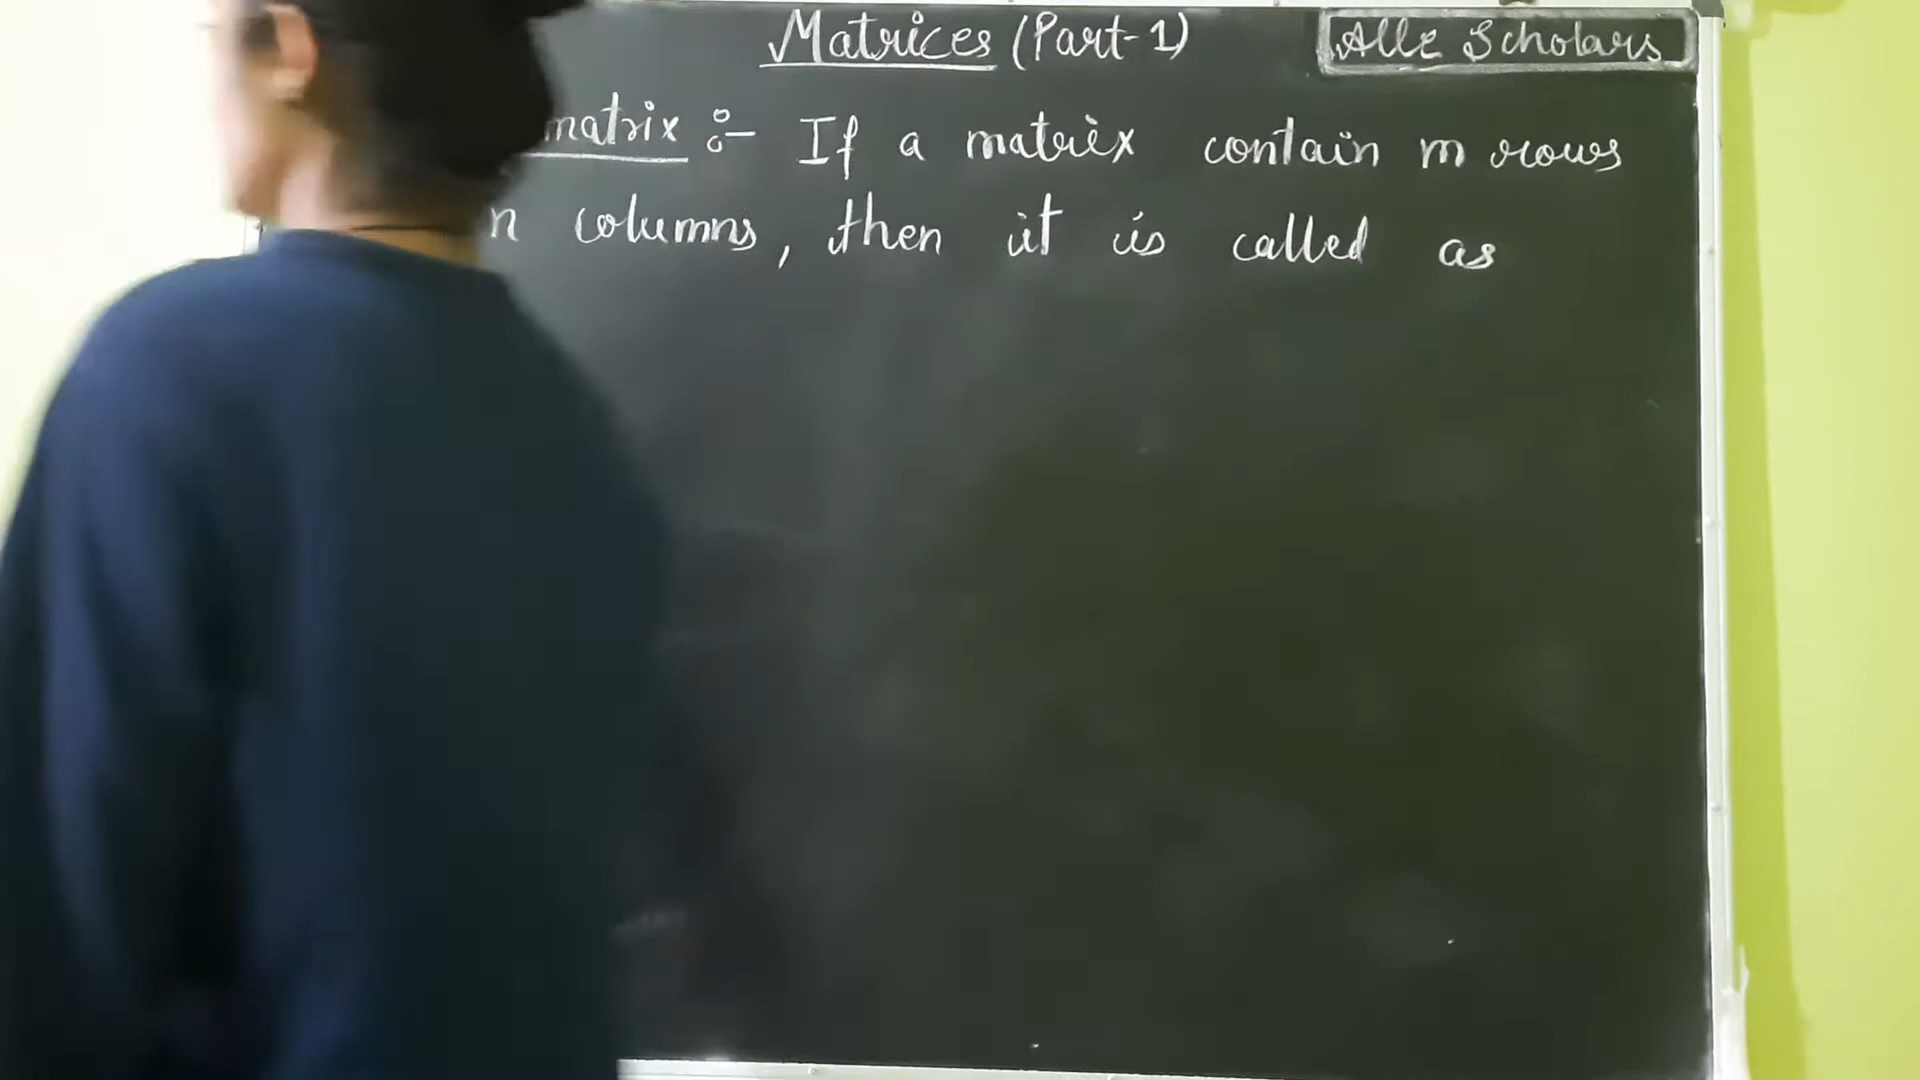 Matrices (Part-1)
Alle Scholars
matrix :- If a matrix contain m rows
n columns, then it is called as